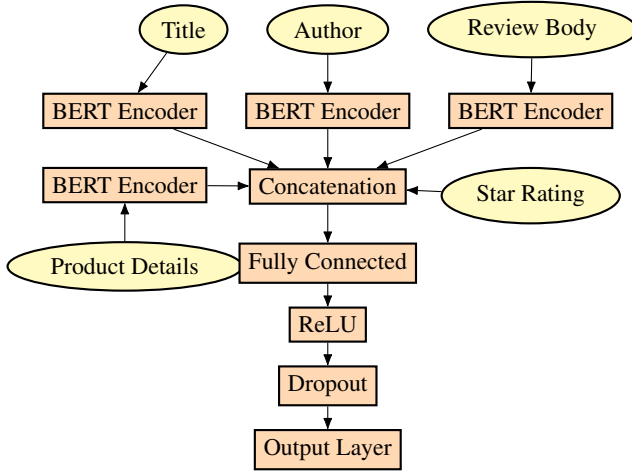 Title
Author
Review Body
BERT Encoder
BERT Encoder
BERT Encoder
BERT Encoder
Concatenation
Star Rating
Product Details
Fully Connected
ReLU
Dropout
Output Layer